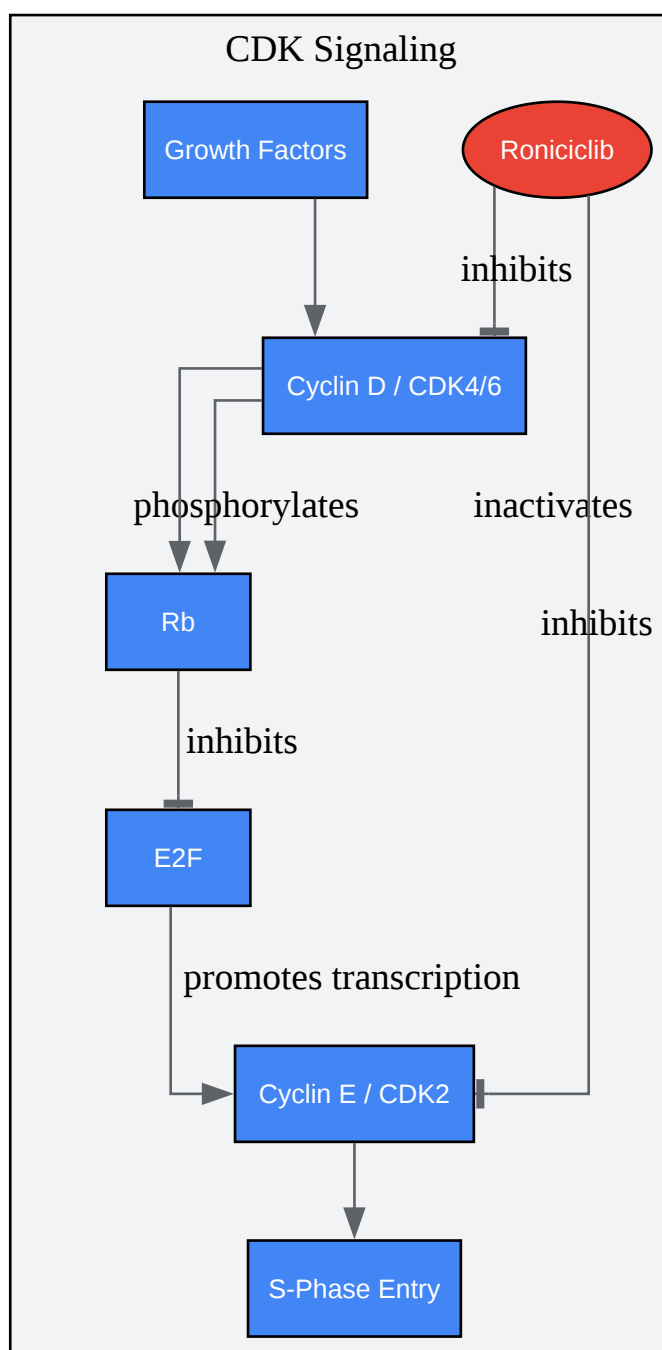 CDK Signaling
Growth Factors
Roniciclib
inhibits
Cyclin D / CDK4/6
phosphorylates
inactivates
Rb
inhibits
inhibits
E2F
promotes transcription
Cyclin E / CDK2
S-Phase Entry